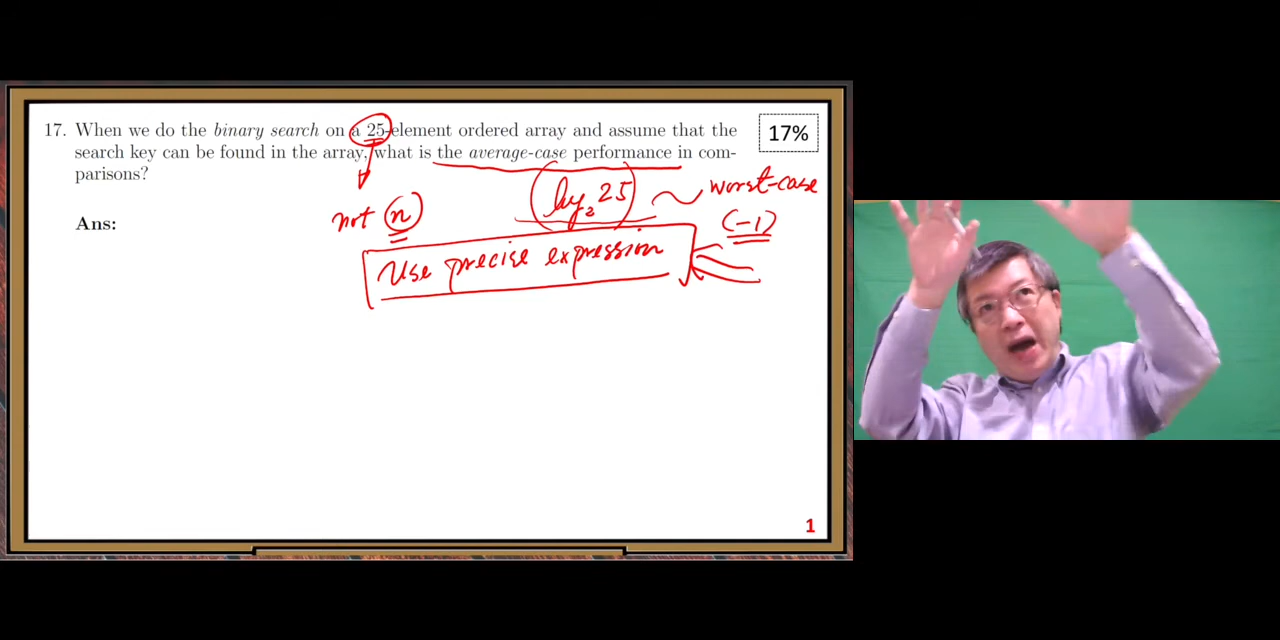 17. When we do the binary search on a 25-element ordered array and assume that the
search key can be found in the array, what is the average-case performance in com-
parisons?
17%
Ans:
not n
log₂ 25
worst-case
(-1)
Use precise expression
1